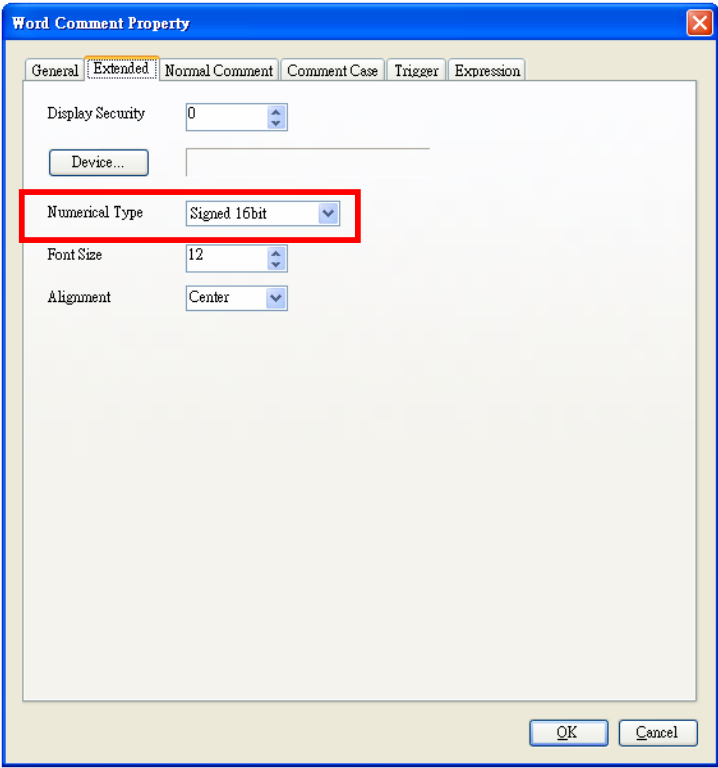 Word Comment Property
General Extended Normal Comment Comment Case Trigger Expression
Display Security 0
Device...
Numerical Type Signed 16bit
Font Size 12
Alignment Center
OK Cancel